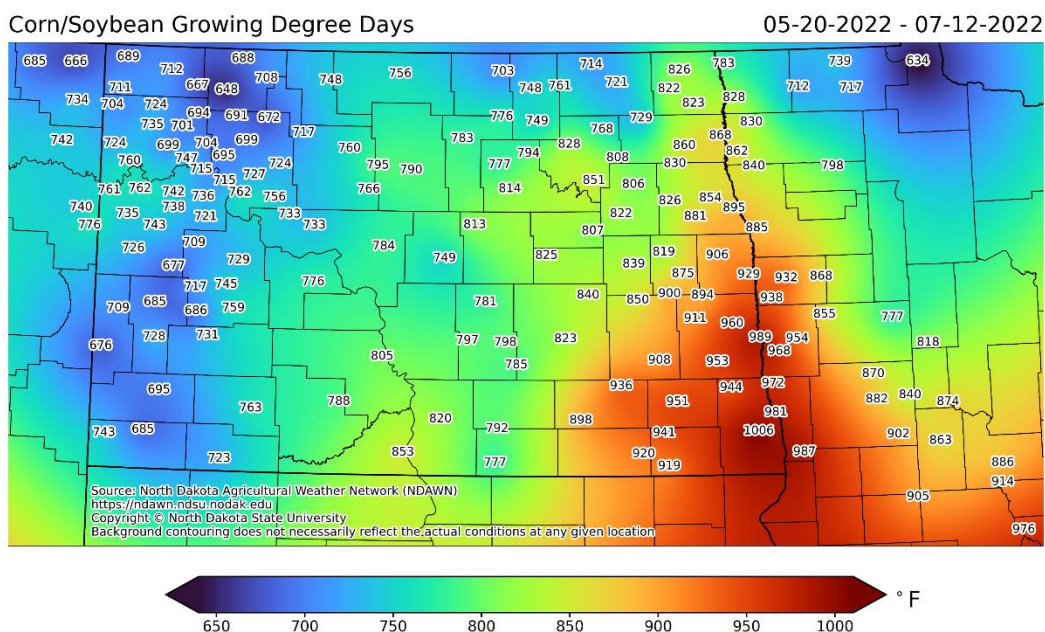 Corn/Soybean Growing Degree Days 05-20-2022 - 07-12-2022
685 666 689 712 688 708 748 756 703 714 826 783 739 634
711 667 648 748 761 721 822 712 717
734 704 724 694 691 672 823 828
735 701 717 776 749 768 729 830
742 724 699 704 699 760 783 828 860 868 862
760 747 695 724 795 790 777 794 808 830 840 798
715 715 727
761 762 742 736 762 756 766 814 851 806
740 738 826 854 895
735 721 733 822 881
776 743 733 813 807 885
726 709 729 784 749 825 839 819 906
677 875 929 932 868
717 745 776
709 685 686 759 781 840 850 900 894 938
911 960 855 777
676 728 731 797 798 823 989 954 818
805 785 908 953 968
695 936 944 972 870
763 788 951 882 840 874
820 898 981
743 685 792 941 1006 902 863
723 853 777 920 919 987 886
914
905
976
Source: North Dakota Agricultural Weather Network (NDAWN)
https://ndawn.ndsu.nodak.edu
Copyright © North Dakota State University
Background contouring does not necessarily reflect the actual conditions at any given location
650 700 750 800 850 900 950 1000 ° F